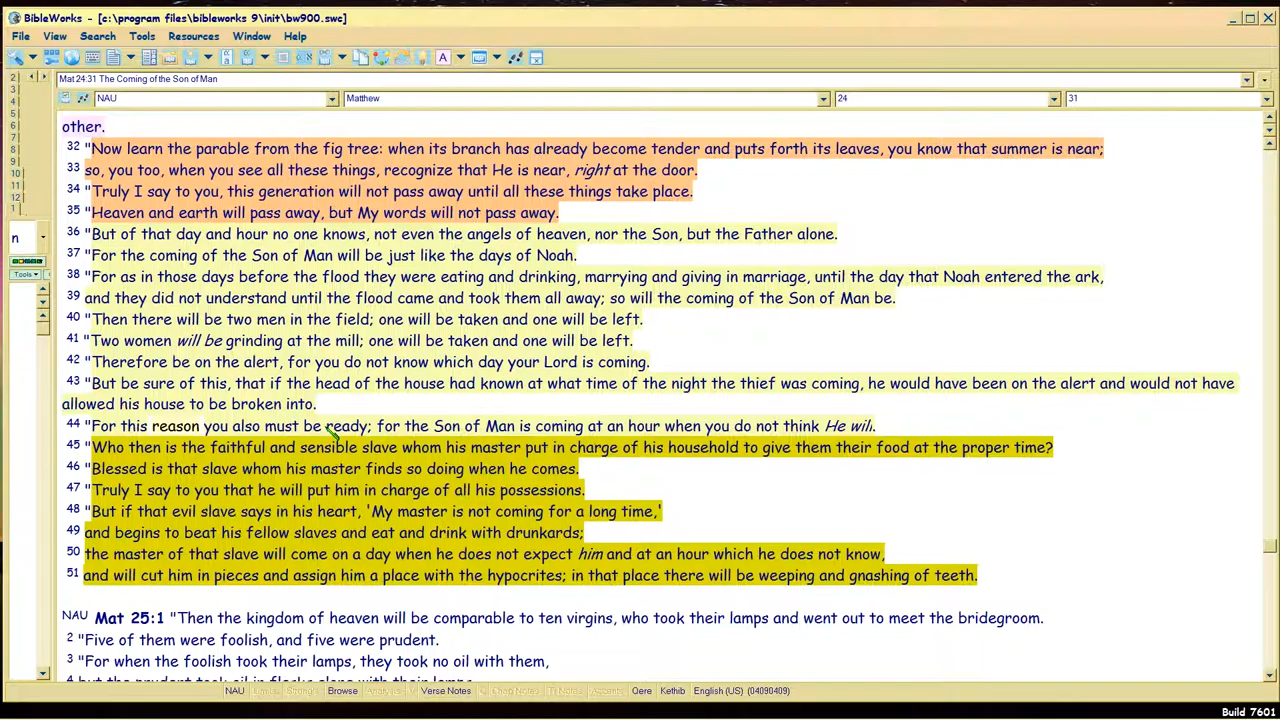 BibleWorks - [c:\program files\bibleworks 9\init\bw900.swc]
File View Search Tools Resources Window Help
Mat 24:31 The Coming of the Son of Man
NAU Matthew 24 31
other.
32 "Now learn the parable from the fig tree: when its branch has already become tender and puts forth its leaves, you know that summer is near;
33 so, you too, when you see all these things, recognize that He is near, right at the door.
34 "Truly I say to you, this generation will not pass away until all these things take place.
35 "Heaven and earth will pass away, but My words will not pass away.
36 "But of that day and hour no one knows, not even the angels of heaven, nor the Son, but the Father alone.
37 "For the coming of the Son of Man will be just like the days of Noah.
38 "For as in those days before the flood they were eating and drinking, marrying and giving in marriage, until the day that Noah entered the ark,
39 and they did not understand until the flood came and took them all away; so will the coming of the Son of Man be.
40 "Then there will be two men in the field; one will be taken and one will be left.
41 "Two women will be grinding at the mill; one will be taken and one will be left.
42 "Therefore be on the alert, for you do not know which day your Lord is coming.
43 "But be sure of this, that if the head of the house had known at what time of the night the thief was coming, he would have been on the alert and would not have
allowed his house to be broken into.
44 "For this reason you also must be ready; for the Son of Man is coming at an hour when you do not think He will.
45 "Who then is the faithful and sensible slave whom his master put in charge of his household to give them their food at the proper time?
46 "Blessed is that slave whom his master finds so doing when he comes.
47 "Truly I say to you that he will put him in charge of all his possessions.
48 "But if that evil slave says in his heart, 'My master is not coming for a long time,'
49 and begins to beat his fellow slaves and eat and drink with drunkards;
50 the master of that slave will come on a day when he does not expect him and at an hour which he does not know,
51 and will cut him in pieces and assign him a place with the hypocrites; in that place there will be weeping and gnashing of teeth.
NAU Mat 25:1 "Then the kingdom of heaven will be comparable to ten virgins, who took their lamps and went out to meet the bridegroom.
2 "Five of them were foolish, and five were prudent.
3 "For when the foolish took their lamps, they took no oil with them,
2
3
4
5
6
7
8
9
10
11
12
1
n
Tools
NAU Browse Verse Notes Qere Kethib English (US) (04090409)
Build 7601